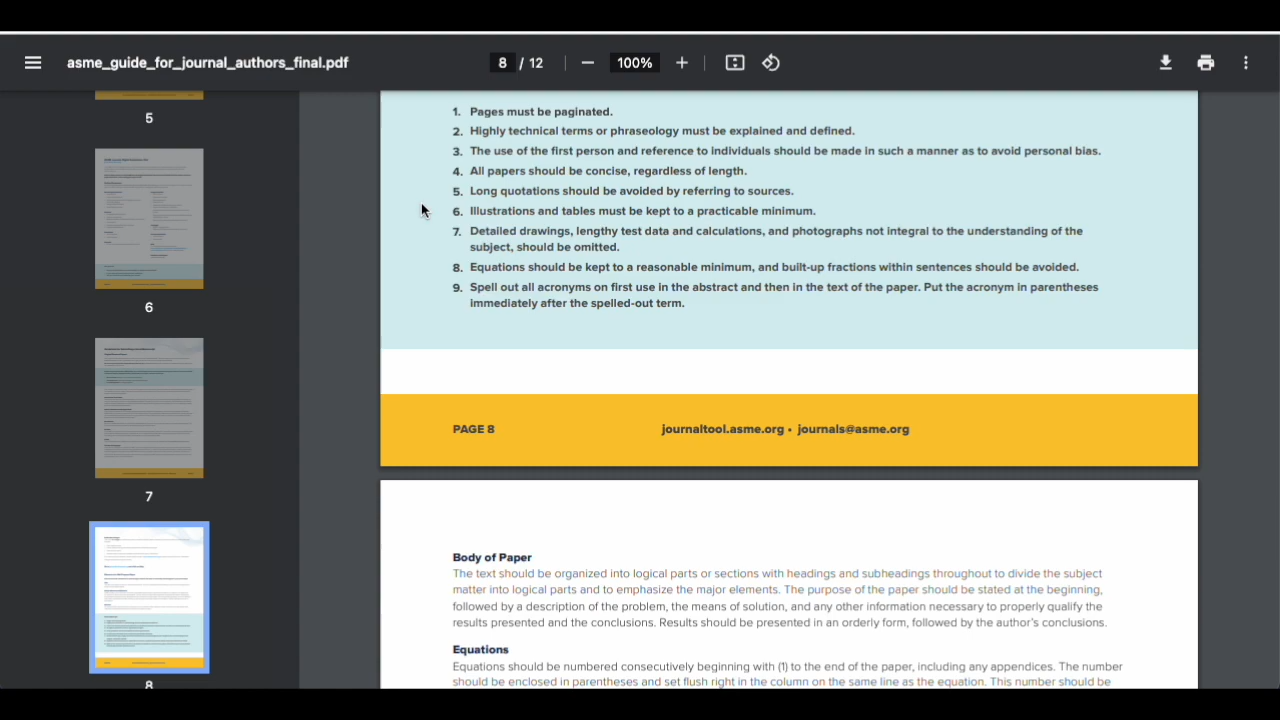 asme_guide_for_journal_authors_final.pdf
8 / 12
100%
5
6
7
8
1. Pages must be paginated.
2. Highly technical terms or phraseology must be explained and defined.
3. The use of the first person and reference to individuals should be made in such a manner as to avoid personal bias.
4. All papers should be concise, regardless of length.
5. Long quotations should be avoided by referring to sources.
6. Illustrations and tables must be kept to a practicable minimum.
7. Detailed drawings, lengthy test data and calculations, and photographs not integral to the understanding of the
subject, should be omitted.
8. Equations should be kept to a reasonable minimum, and built-up fractions within sentences should be avoided.
9. Spell out all acronyms on first use in the abstract and then in the text of the paper. Put the acronym in parentheses
immediately after the spelled-out term.
PAGE 8
journaltool.asme.org • journals@asme.org
Body of Paper
The text should be organized into logical parts or sections with headings and subheadings throughout to divide the subject
matter into logical parts and to emphasize the major elements. The purpose of the paper should be stated at the beginning,
followed by a description of the problem, the means of solution, and any other information necessary to properly qualify the
results presented and the conclusions. Results should be presented in an orderly form, followed by the author's conclusions.
Equations
Equations should be numbered consecutively beginning with (1) to the end of the paper, including any appendices. The number
should be enclosed in parentheses and set flush right in the column on the same line as the equation. This number should be